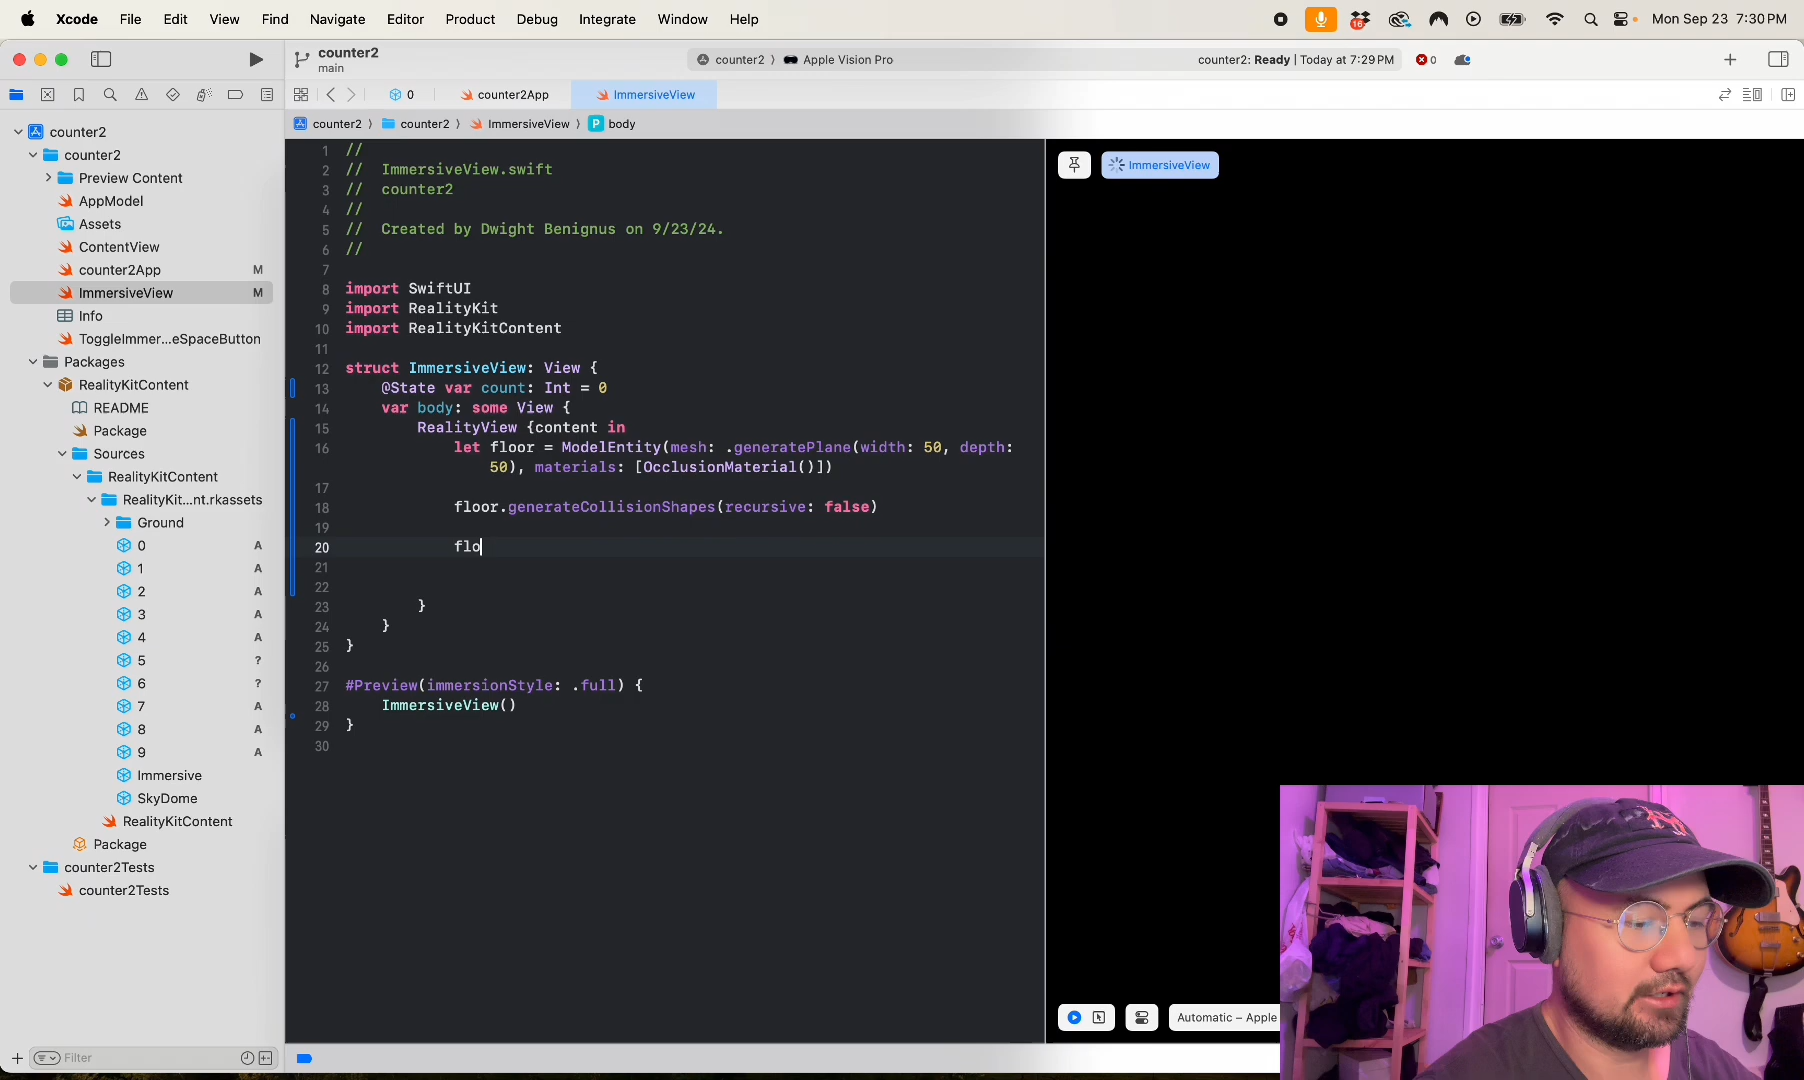 Xcode File Edit View Find Navigate Editor Product Debug Integrate Window Help
16
Mon Sep 23 7:30 PM
counter2
main
counter2 〉 Apple Vision Pro
counter2: Ready | Today at 7:29 PM
0
0
counter2App
ImmersiveView
counter2 〉 counter2 〉 ImmersiveView 〉 P body
counter2
counter2
Preview Content
AppModel
Assets
ContentView
counter2App M
ImmersiveView M
Info
ToggleImmer...eSpaceButton
Packages
RealityKitContent
README
Package
Sources
RealityKitContent
RealityKit...nt.rkassets
Ground
0 A
1 A
2 A
3 A
4 A
5 ?
6 ?
7 A
8 A
9 A
Immersive
SkyDome
RealityKitContent
Package
counter2Tests
counter2Tests
Filter
1 //
2 // ImmersiveView.swift
3 // counter2
4 //
5 // Created by Dwight Benignus on 9/23/24.
6 //
7
8 import SwiftUI
9 import RealityKit
10 import RealityKitContent
11
12 struct ImmersiveView: View {
13 @State var count: Int = 0
14 var body: some View {
15 RealityView {content in
16 let floor = ModelEntity(mesh: .generatePlane(width: 50, depth:
50), materials: [OcclusionMaterial()])
17
18 floor.generateCollisionShapes(recursive: false)
19
20 flo
21
22
23 }
24 }
25 }
26
27 #Preview(immersionStyle: .full) {
28 ImmersiveView()
29 }
30
ImmersiveView
Automatic – Apple